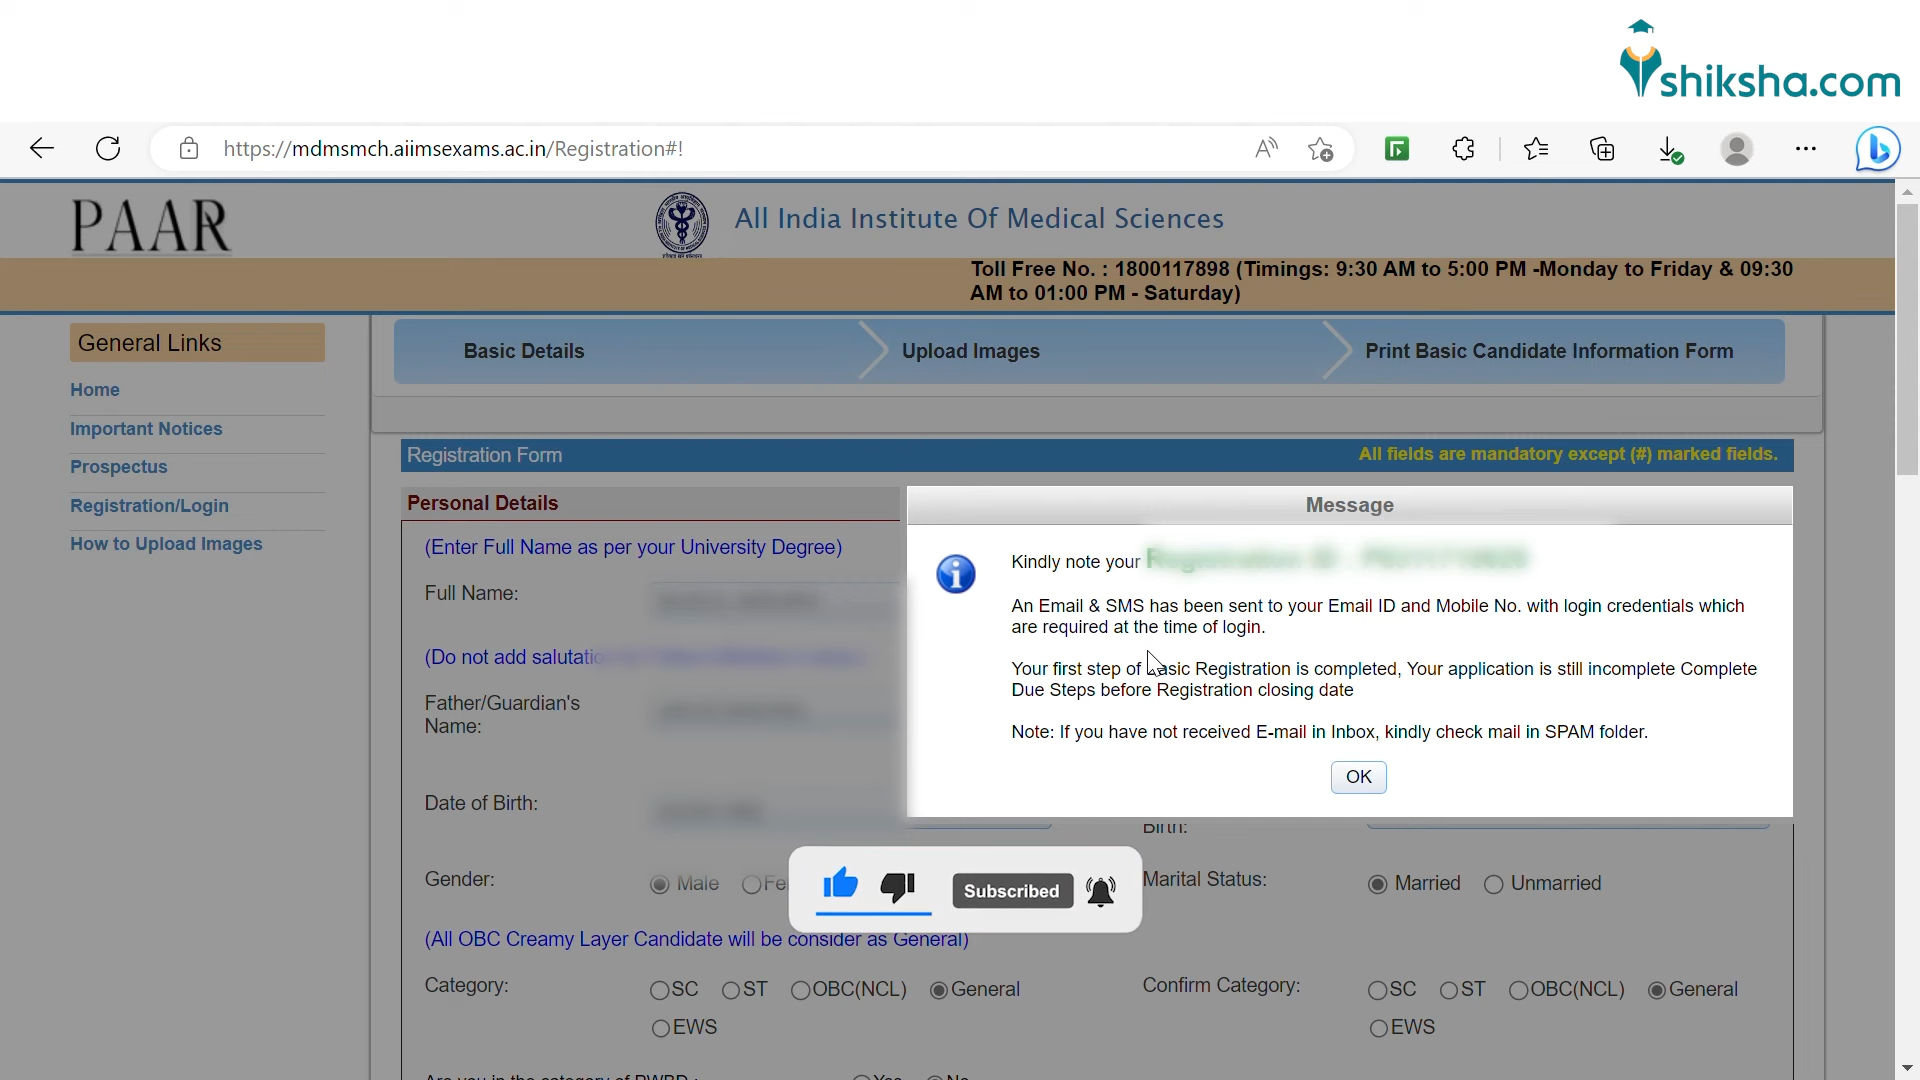 shiksha.com
https://mdmsmch.aiimsexams.ac.in/Registration#!
PAAR
All India Institute Of Medical Sciences
Toll Free No. : 1800117898 (Timings: 9:30 AM to 5:00 PM -Monday to Friday & 09:30
AM to 01:00 PM - Saturday)
General Links
Home
Important Notices
Prospectus
Registration/Login
How to Upload Images
Basic Details
Upload Images
Print Basic Candidate Information Form
Registration Form
All fields are mandatory except (#) marked fields.
Personal Details
(Enter Full Name as per your University Degree)
Full Name:
(Do not add
Father/Guardian's
Name:
Date of Birth:
Message
Kindly note your
An Email & SMS has been sent to your Email ID and Mobile No. with login credentials which
are required at the time of login.
Your first step of Registration is completed, Your application is still incomplete Complete
Due Steps before Registration closing date
Note: If you have not received E-mail in Inbox, kindly check mail in SPAM folder.
OK
Birth:
Gender:
Male
Fe
Subscribed
Marital Status:
Married
Unmarried
(All OBC Creamy Layer Candidate will be consider as General)
Category:
SC ST OBC(NCL) General
EWS
Confirm Category:
SC ST OBC(NCL) General
EWS